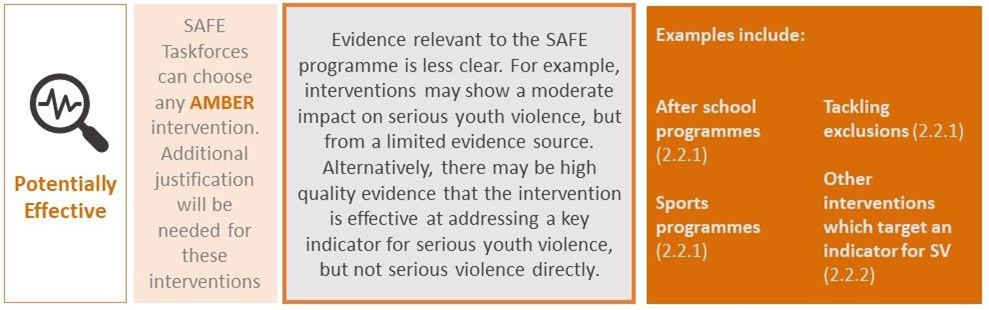 Potentially
Effective
SAFE
Taskforces
can choose
any AMBER
intervention.
Additional
justification
will be
needed for
these
interventions
Evidence relevant to the SAFE
programme is less clear. For example,
interventions may show a moderate
impact on serious youth violence, but
from a limited evidence source.
Alternatively, there may be high
quality evidence that the intervention
is effective at addressing a key
indicator for serious youth violence,
but not serious violence directly.
Examples include:
After school
programmes
(2.2.1)
Sports
programmes
(2.2.1)
Tackling
exclusions (2.2.1)
Other
interventions
which target an
indicator for SV
(2.2.2)